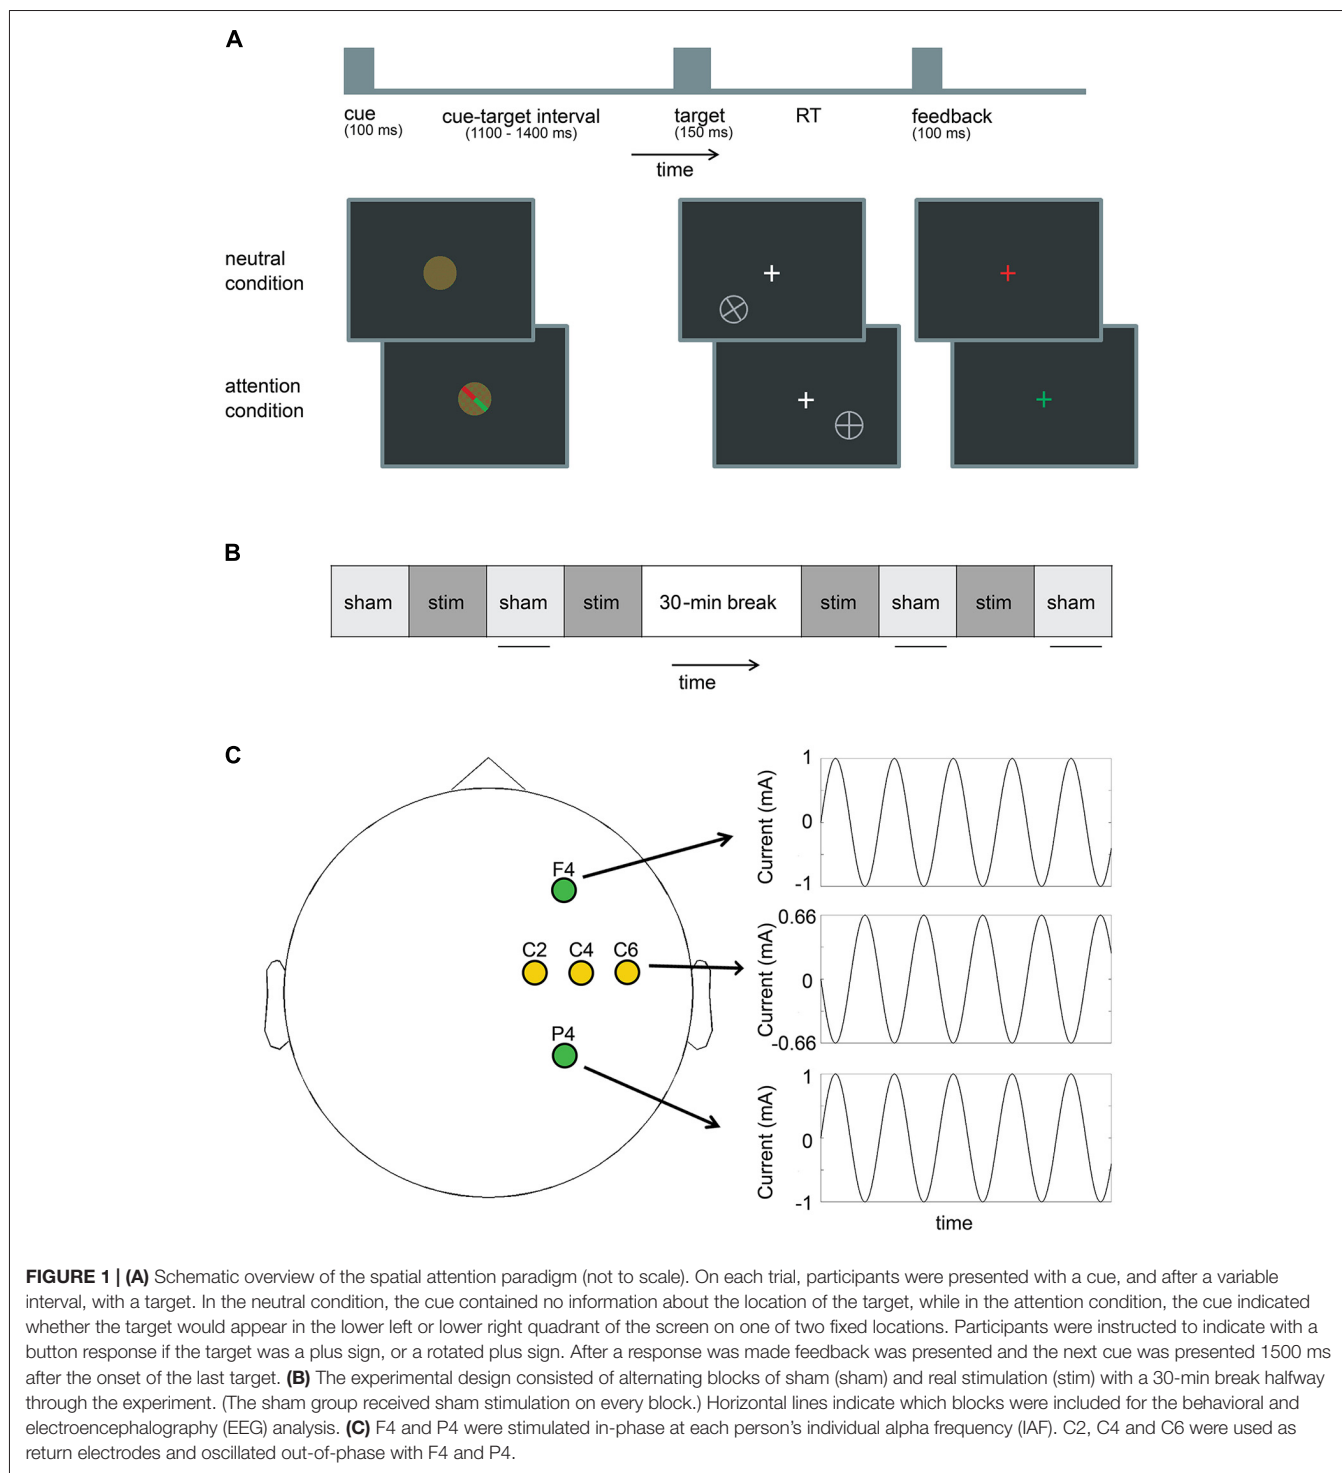 A
cue
(100 ms)
cue-target interval
(1100 - 1400 ms)
target
(150 ms)
RT
feedback
(100 ms)
time
neutral
condition
attention
condition
B
sham stim sham stim 30-min break stim sham stim sham
time
C
F4
C2 C4 C6
P4
1
0
-1
Current (mA)
0.66
0
-0.66
Current (mA)
1
0
-1
Current (mA)
time
FIGURE 1 | (A) Schematic overview of the spatial attention paradigm (not to scale). On each trial, participants were presented with a cue, and after a variable
interval, with a target. In the neutral condition, the cue contained no information about the location of the target, while in the attention condition, the cue indicated
whether the target would appear in the lower left or lower right quadrant of the screen on one of two fixed locations. Participants were instructed to indicate with a
button response if the target was a plus sign, or a rotated plus sign. After a response was made feedback was presented and the next cue was presented 1500 ms
after the onset of the last target. (B) The experimental design consisted of alternating blocks of sham (sham) and real stimulation (stim) with a 30-min break halfway
through the experiment. (The sham group received sham stimulation on every block.) Horizontal lines indicate which blocks were included for the behavioral and
electroencephalography (EEG) analysis. (C) F4 and P4 were stimulated in-phase at each person's individual alpha frequency (IAF). C2, C4 and C6 were used as
return electrodes and oscillated out-of-phase with F4 and P4.